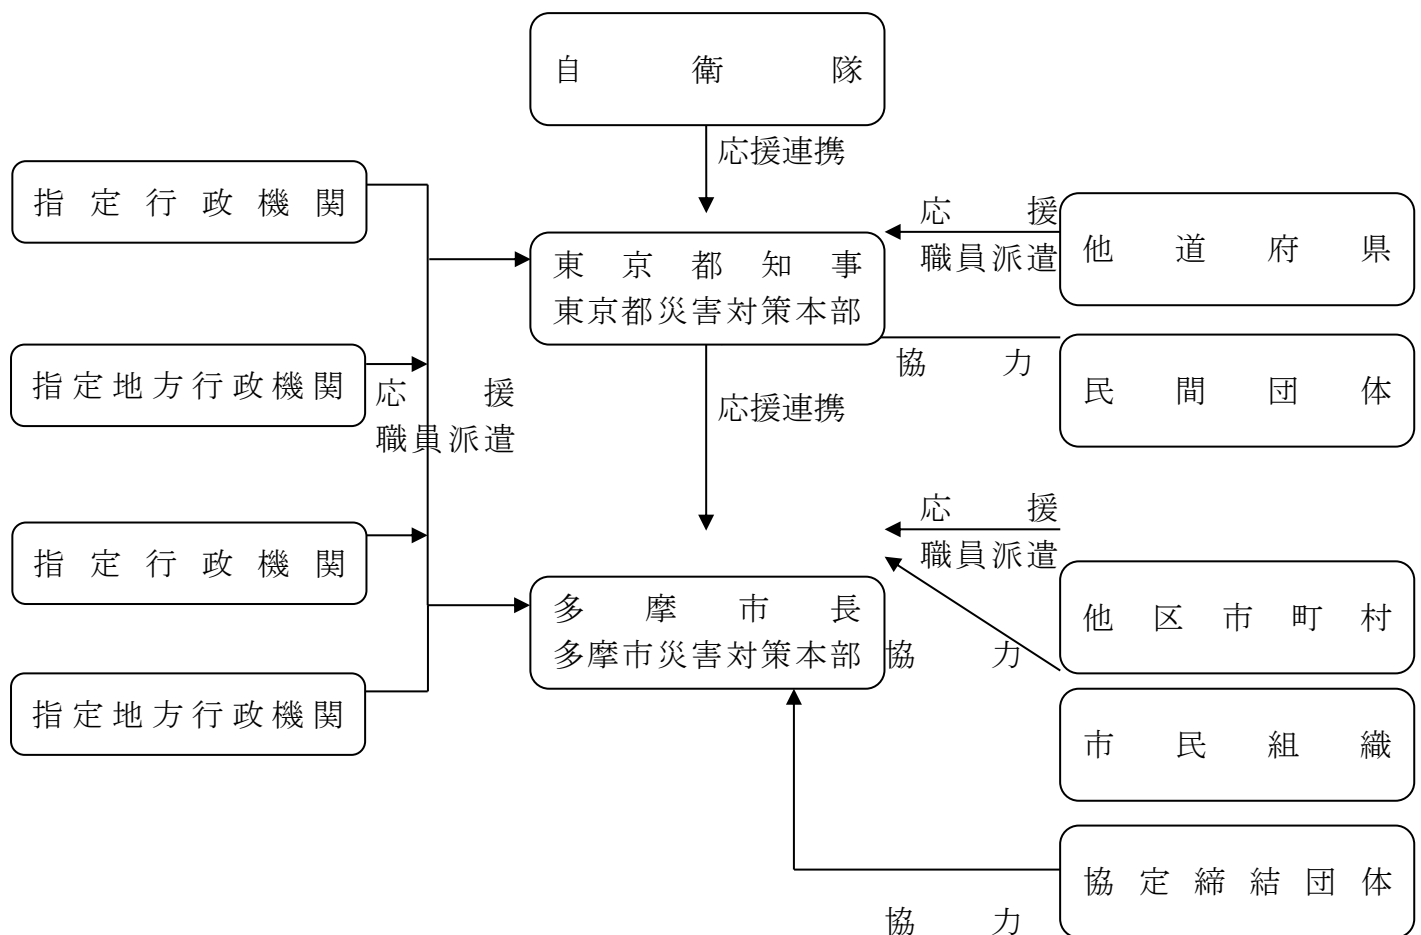 自衛隊
応援連携
指定行政機関
応援
職員派遣
他道府県
東京都知事
東京都災害対策本部
協力
民間団体
指定地方行政機関
応援
職員派遣
応援連携
応援
職員派遣
指定行政機関
他区市町村
多摩市長
多摩市災害対策本部
協力
指定地方行政機関
市民組織
協定締結団体
協力